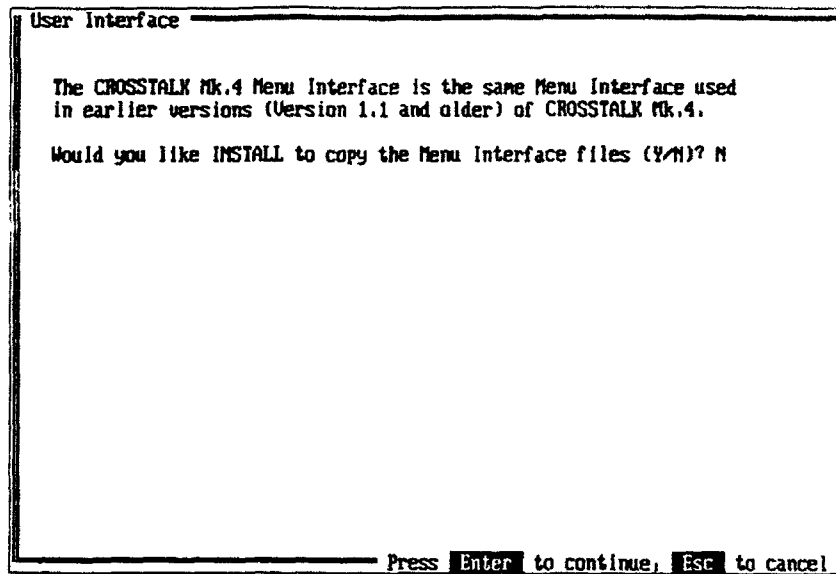 User Interface
The CROSSTALK Mk.4 Menu Interface is the same Menu Interface used
in earlier versions (Version 1.1 and older) of CROSSTALK Mk.4.
Would you like INSTALL to copy the Menu Interface files (Y/N)? N
Press Enter to continue, Esc to cancel